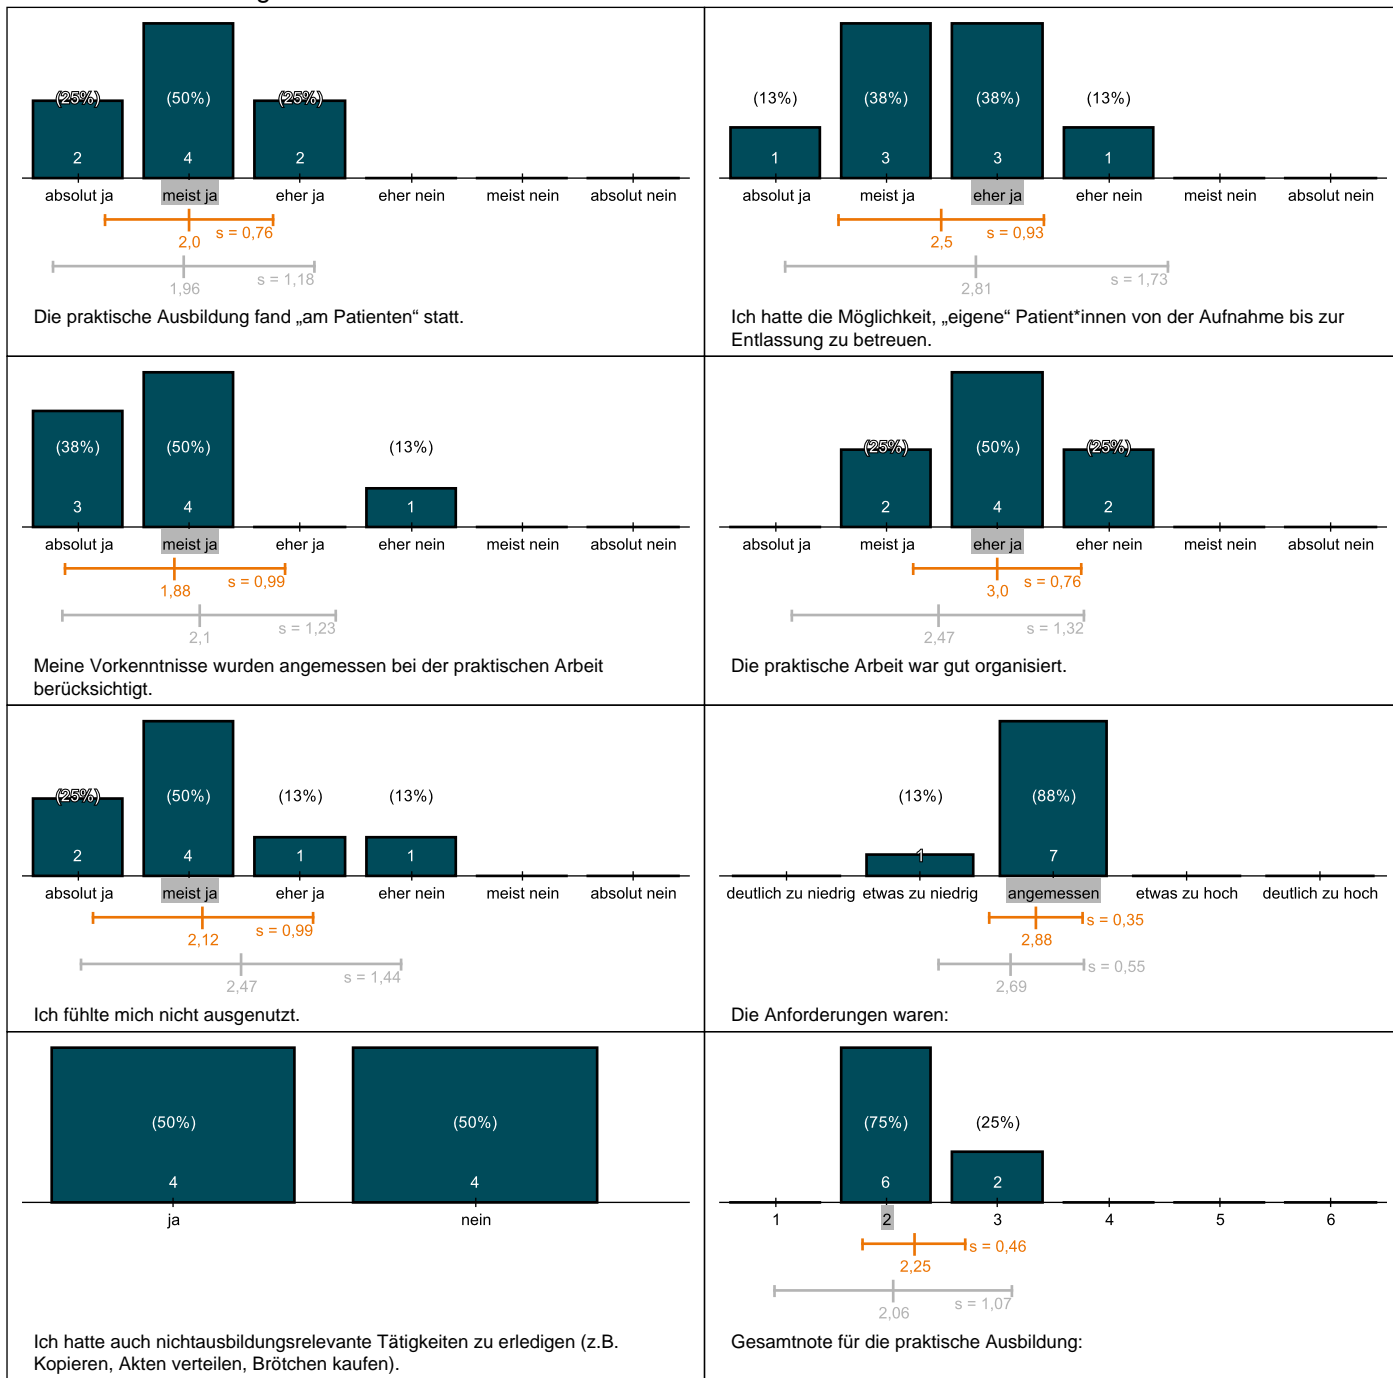 (25%)
(50%)
(25%)
2
4
2
absolut ja
meist ja
eher ja
eher nein
meist nein
absolut nein
s = 0,76
2,0
s = 1,18
1,96
Die praktische Ausbildung fand „am Patienten“ statt.
(13%)
(38%)
(38%)
(13%)
1
3
3
1
absolut ja
meist ja
eher ja
eher nein
meist nein
absolut nein
s = 0,93
2,5
s = 1,73
2,81
Ich hatte die Möglichkeit, „eigene“ Patient*innen von der Aufnahme bis zur
Entlassung zu betreuen.
(38%)
(50%)
(13%)
3
4
1
absolut ja
meist ja
eher ja
eher nein
meist nein
absolut nein
s = 0,99
1,88
s = 1,23
2,1
Meine Vorkenntnisse wurden angemessen bei der praktischen Arbeit
berücksichtigt.
(25%)
(50%)
(25%)
2
4
2
absolut ja
meist ja
eher ja
eher nein
meist nein
absolut nein
s = 0,76
3,0
s = 1,32
2,47
Die praktische Arbeit war gut organisiert.
(25%)
(50%)
(13%)
(13%)
2
4
1
1
absolut ja
meist ja
eher ja
eher nein
meist nein
absolut nein
s = 0,99
2,12
s = 1,44
2,47
Ich fühlte mich nicht ausgenutzt.
(13%)
(88%)
1
7
deutlich zu niedrig
etwas zu niedrig
angemessen
etwas zu hoch
deutlich zu hoch
s = 0,35
2,88
s = 0,55
2,69
Die Anforderungen waren:
(50%)
(50%)
4
4
ja
nein
Ich hatte auch nichtausbildungsrelevante Tätigkeiten zu erledigen (z.B.
Kopieren, Akten verteilen, Brötchen kaufen).
(75%)
(25%)
6
2
1
2
3
4
5
6
s = 0,46
2,25
s = 1,07
2,06
Gesamtnote für die praktische Ausbildung: